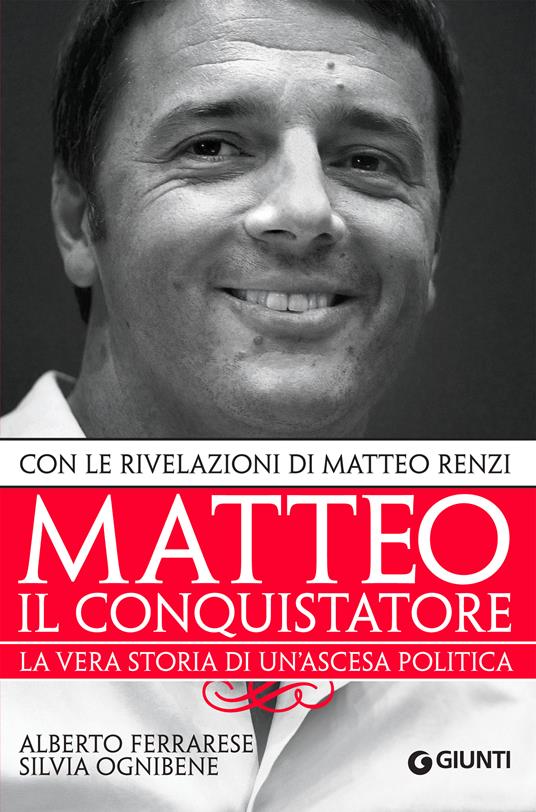 CON LE RIVELAZIONI DI MATTEO RENZI
MATTEO
IL CONQUISTATORE
LA VERA STORIA DI UN'ASCESA POLITICA
ALBERTO FERRARESE
SILVIA OGNIBENE
GIUNTI